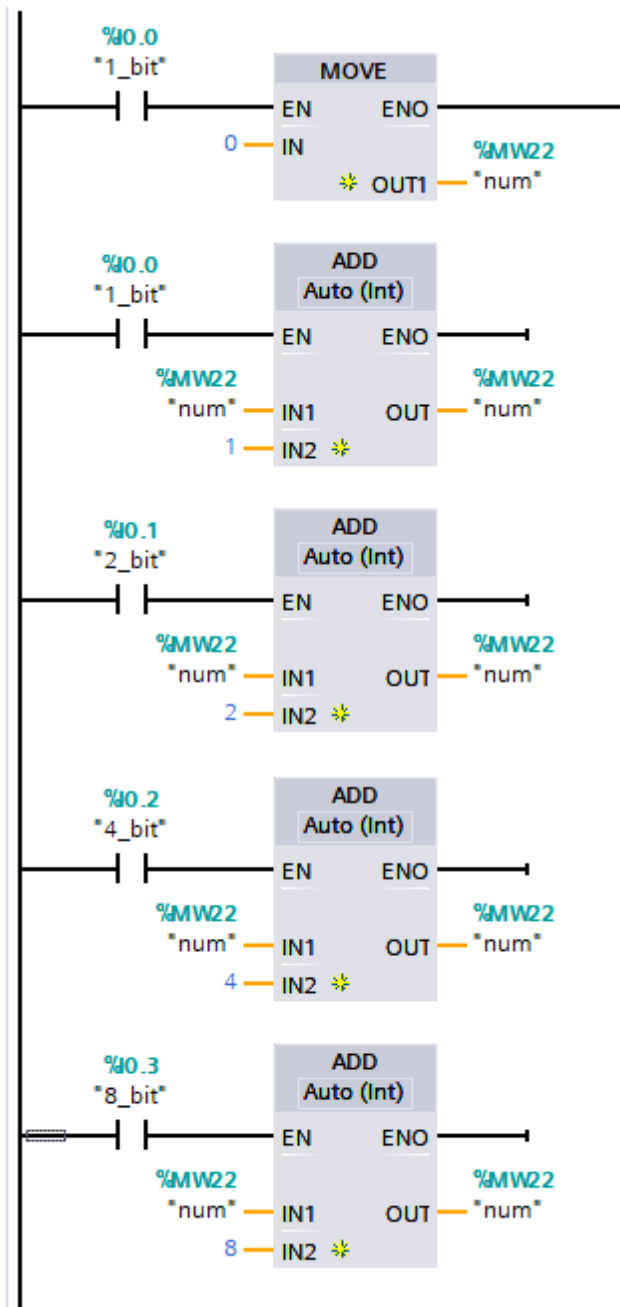 %I0.0
"1_bit"
MOVE
EN ENO
0 IN
%MW22
OUT1 "num"
%I0.0
"1_bit"
ADD
Auto (Int)
EN ENO
%MW22 %MW22
"num" IN1 OUT "num"
1 IN2
%I0.1
"2_bit"
ADD
Auto (Int)
EN ENO
%MW22 %MW22
"num" IN1 OUT "num"
2 IN2
%I0.2
"4_bit"
ADD
Auto (Int)
EN ENO
%MW22 %MW22
"num" IN1 OUT "num"
4 IN2
%I0.3
"8_bit"
ADD
Auto (Int)
EN ENO
%MW22 %MW22
"num" IN1 OUT "num"
8 IN2